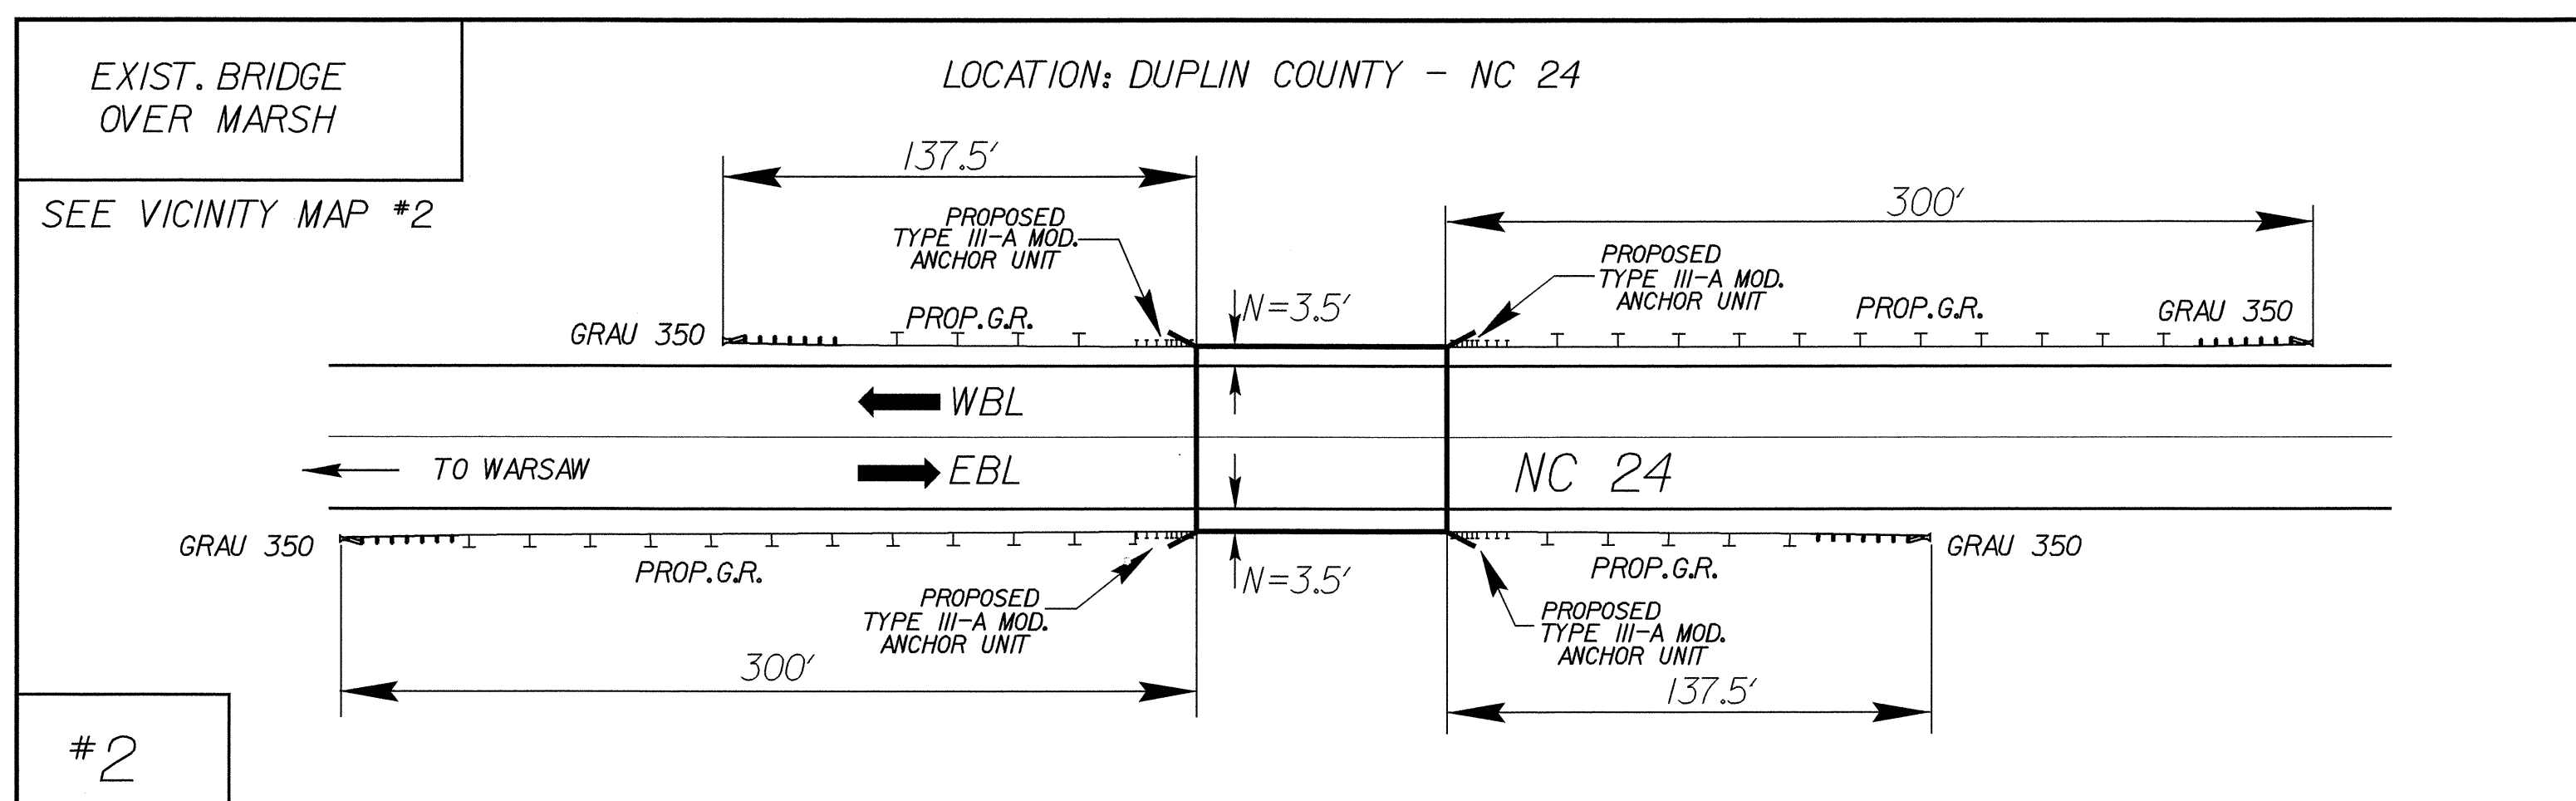 EXIST. BRIDGE
OVER MARSH
LOCATION: DUPLIN COUNTY - NC 24
SEE VICINITY MAP #2
137.5'
300'
PROPOSED
TYPE III-A MOD.
ANCHOR UNIT
PROPOSED
TYPE III-A MOD.
ANCHOR UNIT
N=3.5'
GRAU 350
PROP. G.R.
PROP. G.R.
GRAU 350
WBL
TO WARSAW
EBL
NC 24
GRAU 350
PROP. G.R.
N=3.5'
PROP. G.R.
GRAU 350
PROPOSED
TYPE III-A MOD.
ANCHOR UNIT
PROPOSED
TYPE III-A MOD.
ANCHOR UNIT
300'
137.5'
#2